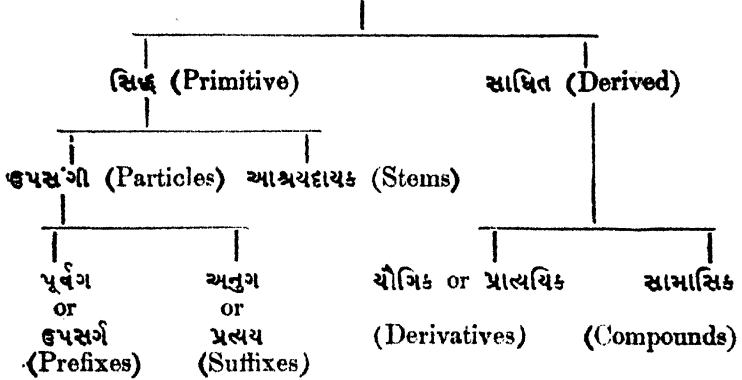 સિદ્ધ (Primitive) સાધિત (Derived)
ઉપસંગી (Particles) આશ્રયદાયક (Stems)
પૂર્વગ અનુગ યૌગિક or પ્રાત્યયિક સામાસિક
or or
ઉપસર્ગ પ્રત્યય (Derivatives) (Compounds)
(Prefixes) (Suffixes)